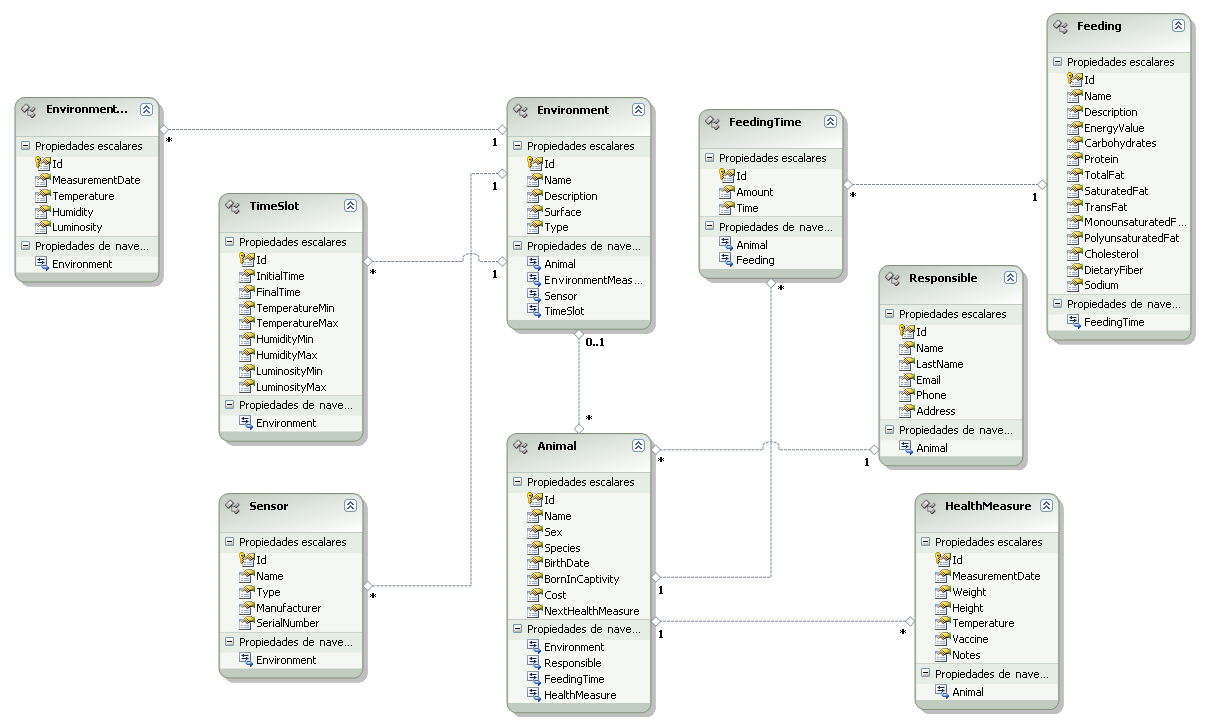 Environment...
Propiedades escalares
Id
MeasurementDate
Temperature
Humidity
Luminosity
Propiedades de nave...
Environment
*
1
TimeSlot
Propiedades escalares
Id
InitialTime
FinalTime
TemperatureMin
TemperatureMax
HumidityMin
HumidityMax
LuminosityMin
LuminosityMax
Propiedades de nave...
Environment
*
1
Sensor
Propiedades escalares
Id
Name
Type
Manufacturer
SerialNumber
Propiedades de nave...
Environment
*
1
Environment
Propiedades escalares
Id
Name
Description
Surface
Type
Propiedades de nave...
Animal
EnvironmentMeas...
Sensor
TimeSlot
0..1
*
Animal
Propiedades escalares
Id
Name
Sex
Species
BirthDate
BornInCaptivity
Cost
NextHealthMeasure
Propiedades de nave...
Environment
Responsible
FeedingTime
HealthMeasure
*
1
1
1
*
FeedingTime
Propiedades escalares
Id
Amount
Time
Propiedades de nave...
Animal
Feeding
*
*
1
Responsible
Propiedades escalares
Id
Name
LastName
Email
Phone
Address
Propiedades de nave...
Animal
HealthMeasure
Propiedades escalares
Id
MeasurementDate
Weight
Height
Temperature
Vaccine
Notes
Propiedades de nave...
Animal
Feeding
Propiedades escalares
Id
Name
Description
EnergyValue
Carbohydrates
Protein
TotalFat
SaturatedFat
TransFat
MonounsaturatedF...
PolyunsaturatedFat
Cholesterol
DietaryFiber
Sodium
Propiedades de nave...
FeedingTime